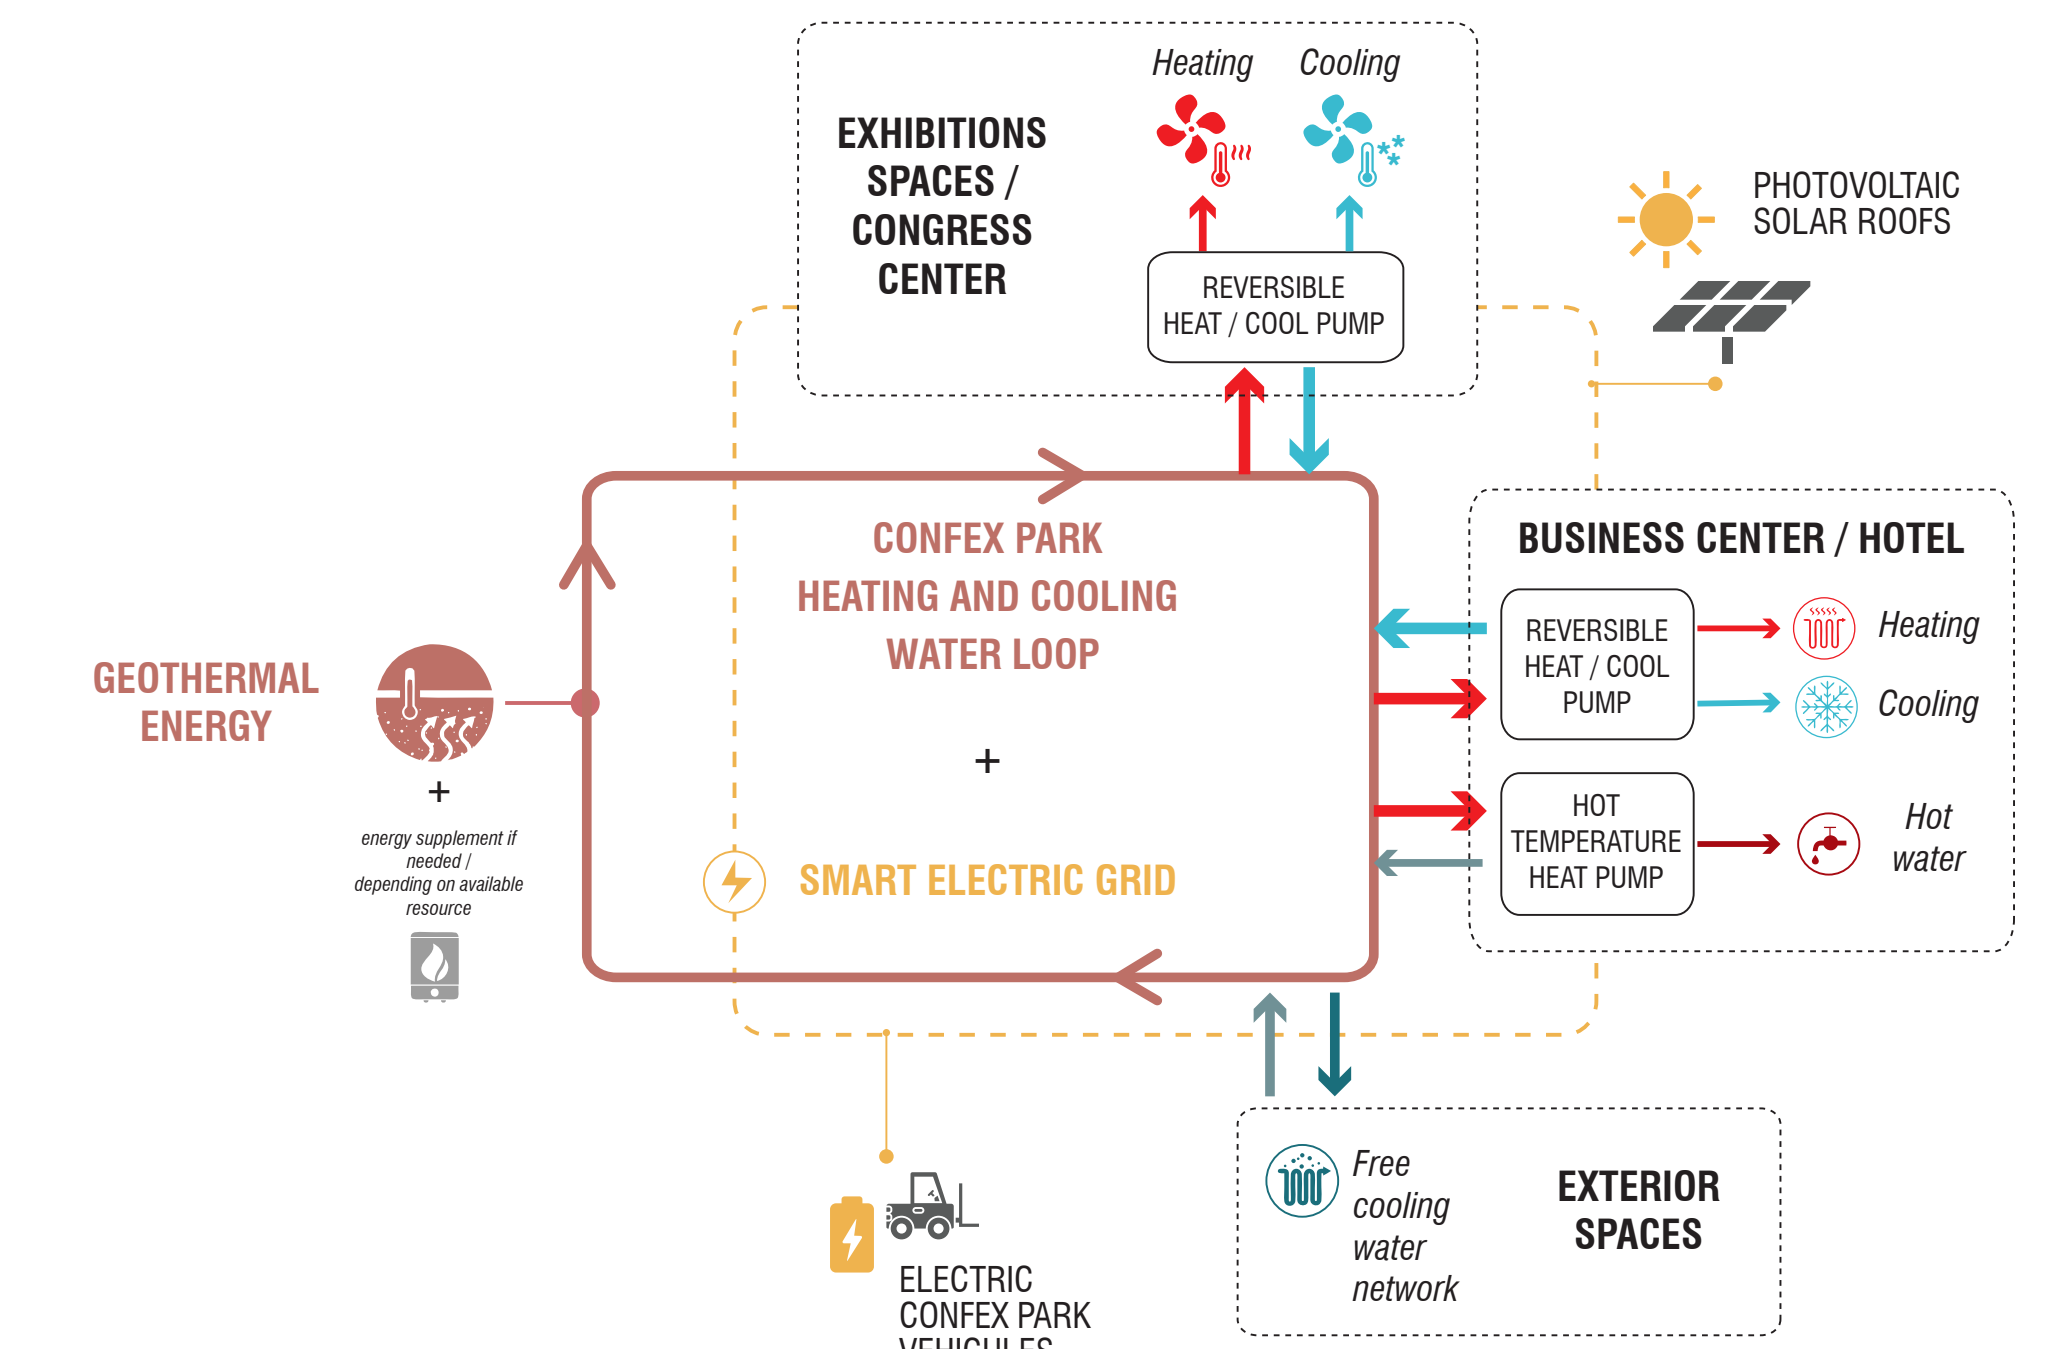 Heating
Cooling
EXHIBITIONS
SPACES /
CONGRESS
CENTER
REVERSIBLE
HEAT / COOL PUMP
PHOTOVOLTAIC
SOLAR ROOFS
CONFEX PARK
HEATING AND COOLING
WATER LOOP
+
SMART ELECTRIC GRID
GEOTHERMAL
ENERGY
+
energy supplement if
needed /
depending on available
resource
BUSINESS CENTER / HOTEL
REVERSIBLE
HEAT / COOL
PUMP
Heating
Cooling
HOT
TEMPERATURE
HEAT PUMP
Hot
water
Free
cooling
water
network
EXTERIOR
SPACES
ELECTRIC
CONFEX PARK
VEHICULES